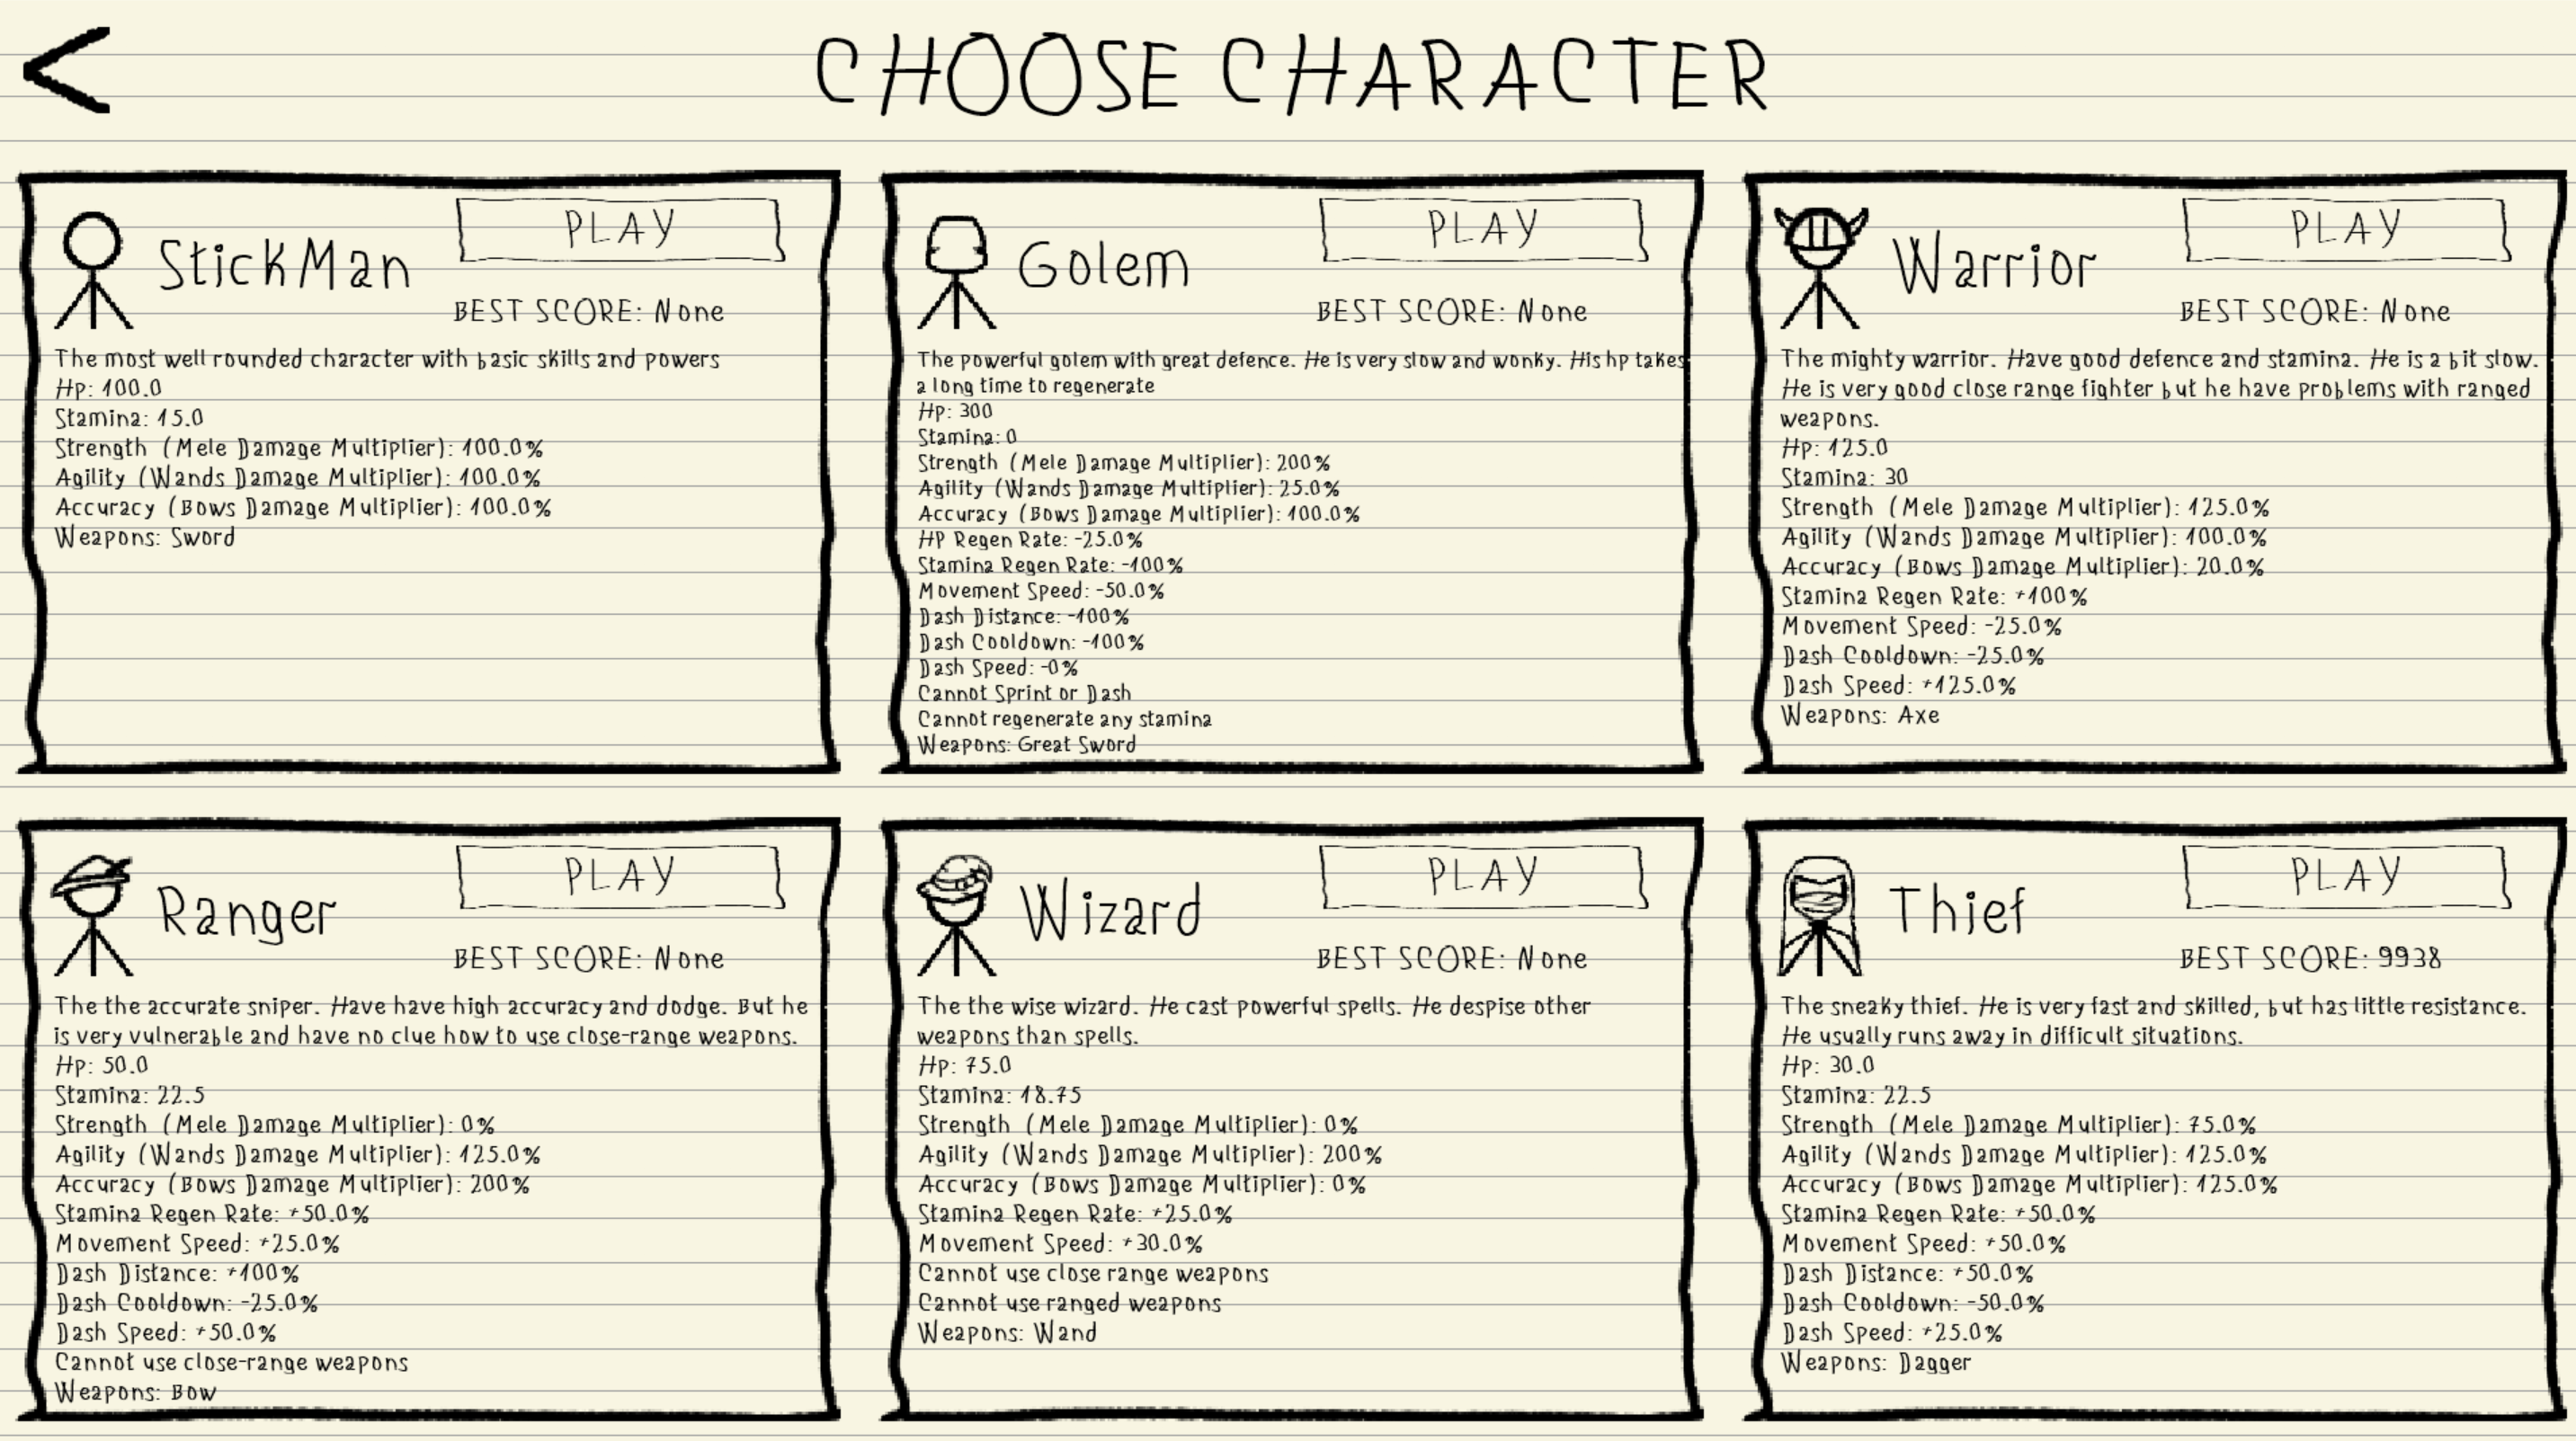 <
CHOOSE CHARACTER
StickMan
PLAY
BEST SCORE: None
The most well rounded character with basic skills and powers
Hp: 100.0
Stamina: 15.0
Strength (Mele Damage Multiplier): 100.0%
Agility (Wands Damage Multiplier): 100.0%
Accuracy (Bows Damage Multiplier): 100.0%
Weapons: Sword
Golem
PLAY
BEST SCORE: None
The powerful golem with great defence. He is very slow and wonky. His hp takes
a long time to regenerate
Hp: 300
Stamina: 0
Strength (Mele Damage Multiplier): 200%
Agility (Wands Damage Multiplier): 25.0%
Accuracy (Bows Damage Multiplier): 100.0%
HP Regen Rate: -25.0%
Stamina Regen Rate: -100%
Movement Speed: -50.0%
Dash Distance: -100%
Dash Cooldown: -100%
Dash Speed: -0%
Cannot Sprint or Dash
Cannot regenerate any stamina
Weapons: Great Sword
Warrior
PLAY
BEST SCORE: None
The mighty warrior. Have good defence and stamina. He is a bit slow.
He is very good close range fighter but he have problems with ranged
weapons.
Hp: 125.0
Stamina: 30
Strength (Mele Damage Multiplier): 125.0%
Agility (Wands Damage Multiplier): 100.0%
Accuracy (Bows Damage Multiplier): 20.0%
Stamina Regen Rate: +100%
Movement Speed: -25.0%
Dash Cooldown: -25.0%
Dash Speed: +125.0%
Weapons: Axe
Ranger
PLAY
BEST SCORE: None
The the accurate sniper. Have have high accuracy and dodge. But he
is very vulnerable and have no clue how to use close-range weapons.
Hp: 50.0
Stamina: 22.5
Strength (Mele Damage Multiplier): 0%
Agility (Wands Damage Multiplier): 125.0%
Accuracy (Bows Damage Multiplier): 200%
Stamina Regen Rate: +50.0%
Movement Speed: +25.0%
Dash Distance: +100%
Dash Cooldown: -25.0%
Dash Speed: +50.0%
Cannot use close-range weapons
Weapons: Bow
Wizard
PLAY
BEST SCORE: None
The the wise wizard. He cast powerful spells. He despise other
weapons than spells.
Hp: 75.0
Stamina: 18.75
Strength (Mele Damage Multiplier): 0%
Agility (Wands Damage Multiplier): 200%
Accuracy (Bows Damage Multiplier): 0%
Stamina Regen Rate: +25.0%
Movement Speed: +30.0%
Cannot use close range weapons
Cannot use ranged weapons
Weapons: Wand
Thief
PLAY
BEST SCORE: 9938
The sneaky thief. He is very fast and skilled, but has little resistance.
He usually runs away in difficult situations.
Hp: 30.0
Stamina: 22.5
Strength (Mele Damage Multiplier): 75.0%
Agility (Wands Damage Multiplier): 125.0%
Accuracy (Bows Damage Multiplier): 125.0%
Stamina Regen Rate: +50.0%
Movement Speed: +50.0%
Dash Distance: +50.0%
Dash Cooldown: -50.0%
Dash Speed: +25.0%
Weapons: Dagger